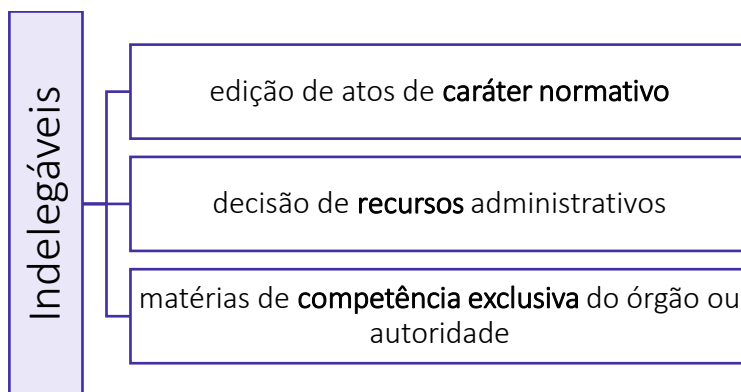 Indelegáveis
edição de atos de caráter normativo
decisão de recursos administrativos
matérias de competência exclusiva do órgão ou
autoridade